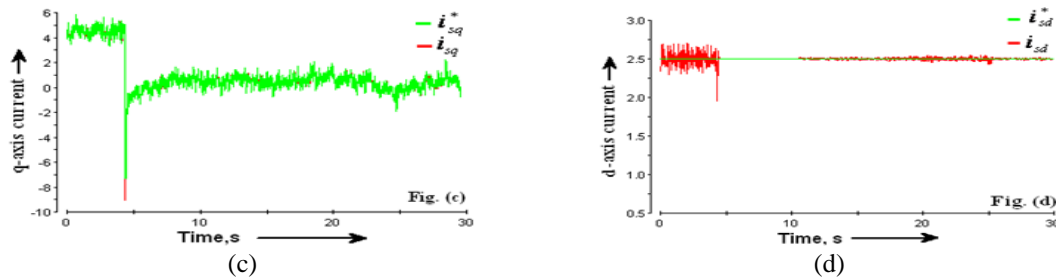 q-axis current
6
4
2
0
-2
-4
-6
-8
-10
i*sq
isq
Fig. (c)
0 10 20 30
Time,s
(c)
d-axis current
3.0
2.5
2.0
1.5
1.0
0.5
i*sd
isd
Fig. (d)
0 10 20 30
Time, s
(d)